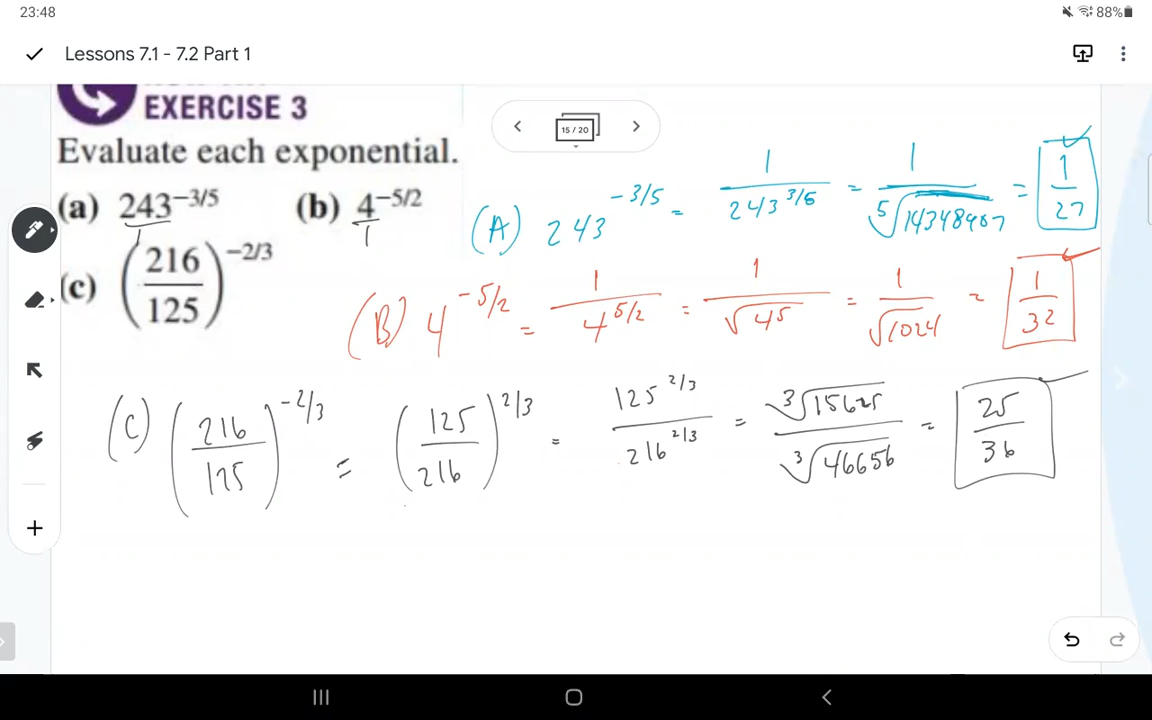 23:48
88%
Lessons 7.1 - 7.2 Part 1
EXERCISE 3
15 / 20
Evaluate each exponential.
(a) 243^-3/5 (b) 4^-5/2
(c) (216/125)^-2/3
(A) 243^-3/5 = 1/243^3/5 = 1/⁵√14348907 = 1/27
(B) 4^-5/2 = 1/4^5/2 = 1/√4^5 = 1/√1024 = 1/32
(C) (216/125)^-2/3 = (125/216)^2/3 = 125^2/3/216^2/3 = ³√15625/³√46656 = 25/36